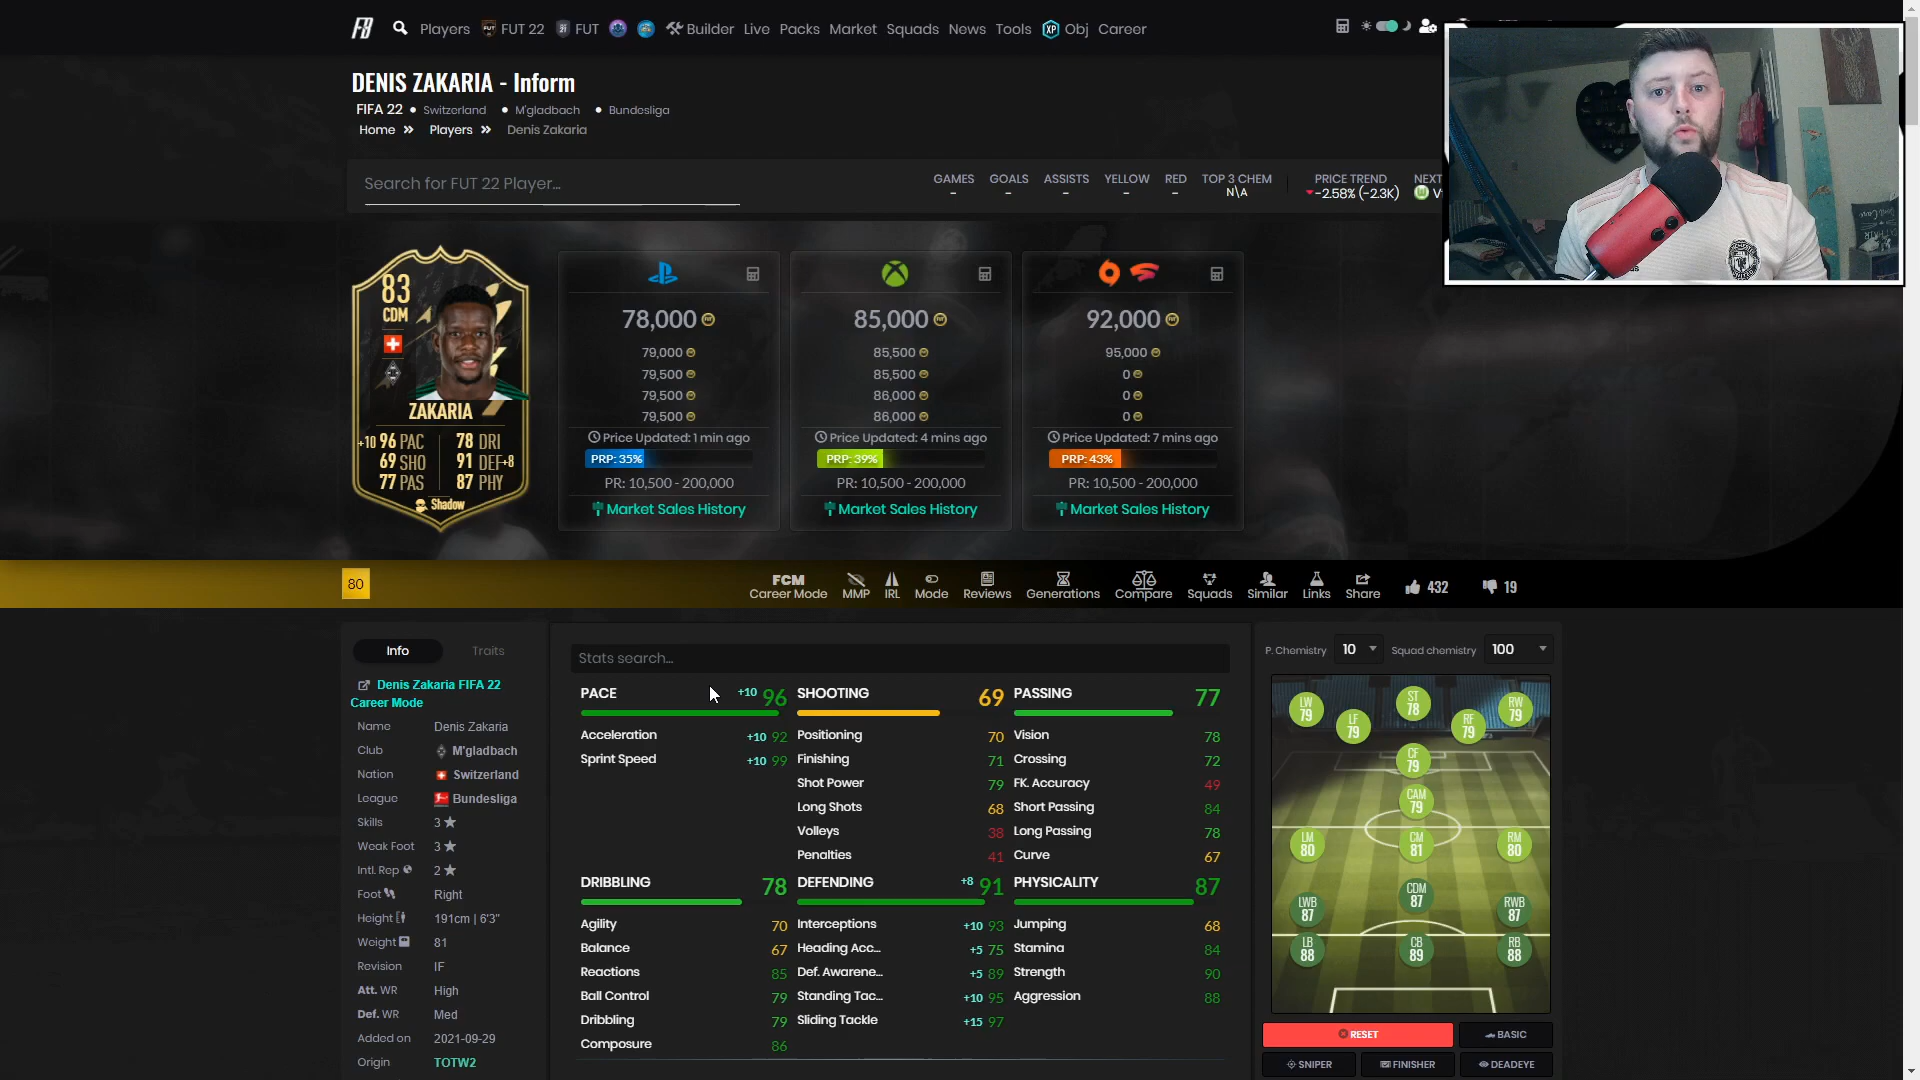 FB Players FUT 22 FUT Builder Live Packs Market Squads News Tools XP Obj Career
DENIS ZAKARIA - Inform
FIFA 22 • Switzerland • M'gladbach • Bundesliga
Home » Players » Denis Zakaria
Search for FUT 22 Player...
GAMES GOALS ASSISTS YELLOW RED TOP 3 CHEM PRICE TREND NEXT
- - - - - N\A -2.58% (-2.3K)
83
CDM
ZAKARIA
+10 96 PAC 78 DRI
69 SHO 91 DEF +8
77 PAS 87 PHY
Shadow
78,000 85,000 92,000
79,000 85,500 95,000
79,500 85,500 0
79,500 86,000 0
79,500 86,000 0
Price Updated: 1 min ago Price Updated: 4 mins ago Price Updated: 7 mins ago
PRP: 35% PRP: 39% PRP: 43%
PR: 10,500 - 200,000 PR: 10,500 - 200,000 PR: 10,500 - 200,000
Market Sales History Market Sales History Market Sales History
80
FCM
Career Mode MMP IRL Mode Reviews Generations Compare Squads Similar Links Share 432 19
Info Traits
Denis Zakaria FIFA 22
Career Mode
Name Denis Zakaria
Club M'gladbach
Nation Switzerland
League Bundesliga
Skills 3 ★
Weak Foot 3 ★
Intl. Rep 2 ★
Foot Right
Height 191cm | 6'3"
Weight 81
Revision IF
Att. WR High
Def. WR Med
Added on 2021-09-29
Origin TOTW2
Stats search...
PACE +10 96
Acceleration +10 92
Sprint Speed +10 99
SHOOTING 69
Positioning 70
Finishing 71
Shot Power 79
Long Shots 68
Volleys 38
Penalties 41
PASSING 77
Vision 78
Crossing 72
FK. Accuracy 49
Short Passing 84
Long Passing 78
Curve 67
DRIBBLING 78
Agility 70
Balance 67
Reactions 85
Ball Control 79
Dribbling 79
Composure 86
DEFENDING +8 91
Interceptions +10 93
Heading Acc... +5 75
Def. Awarene... +5 89
Standing Tac... +10 95
Sliding Tackle +15 97
PHYSICALITY 87
Jumping 68
Stamina 84
Strength 90
Aggression 88
P. Chemistry 10 Squad chemistry 100
LW 79
LF 79
ST 78
RF 79
RW 79
CF 79
CAM 79
LM 80
CM 81
RM 80
LWB 87
CDM 87
RWB 87
LB 88
CB 89
RB 88
RESET BASIC
SNIPER FINISHER DEADEYE